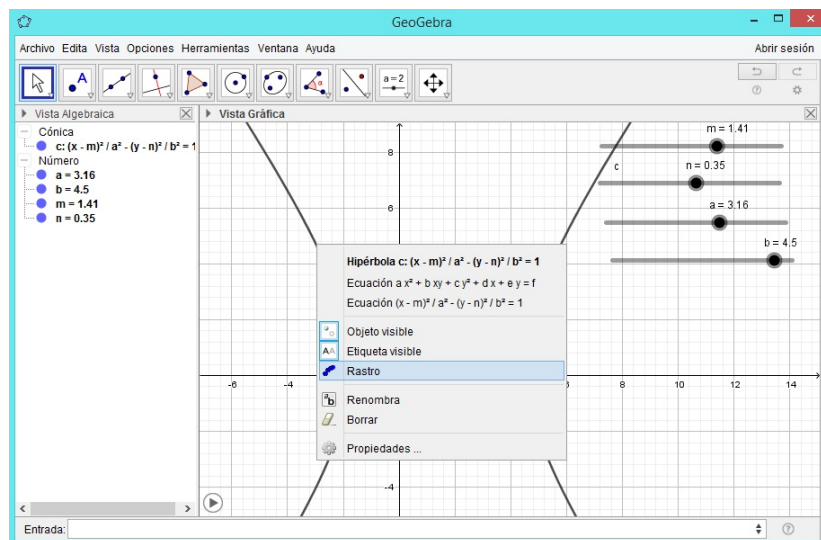 GeoGebra
Archivo Edita Vista Opciones Herramientas Ventana Ayuda
Abrir sesión
A
α
a = 2
Vista Algebraica
Cónica
c: (x - m)² / a² - (y - n)² / b² = 1
Número
a = 3.16
b = 4.5
m = 1.41
n = 0.35
Vista Gráfica
m = 1.41
c
n = 0.35
a = 3.16
b = 4.5
8
6
-6
-4
8
10
12
14
-4
Hipérbola c: (x - m)² / a² - (y - n)² / b² = 1
Ecuación a x² + b xy + c y² + d x + e y = f
Ecuación (x - m)² / a² - (y - n)² / b² = 1
Objeto visible
AA Etiqueta visible
Rastro
ab Renombra
Borrar
Propiedades ...
Entrada: